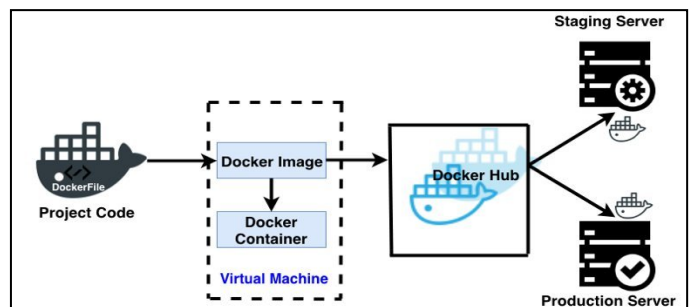 Staging Server
</>
DockerFile
Project Code
Docker Image
Docker
Container
Virtual Machine
Docker Hub
Production Server